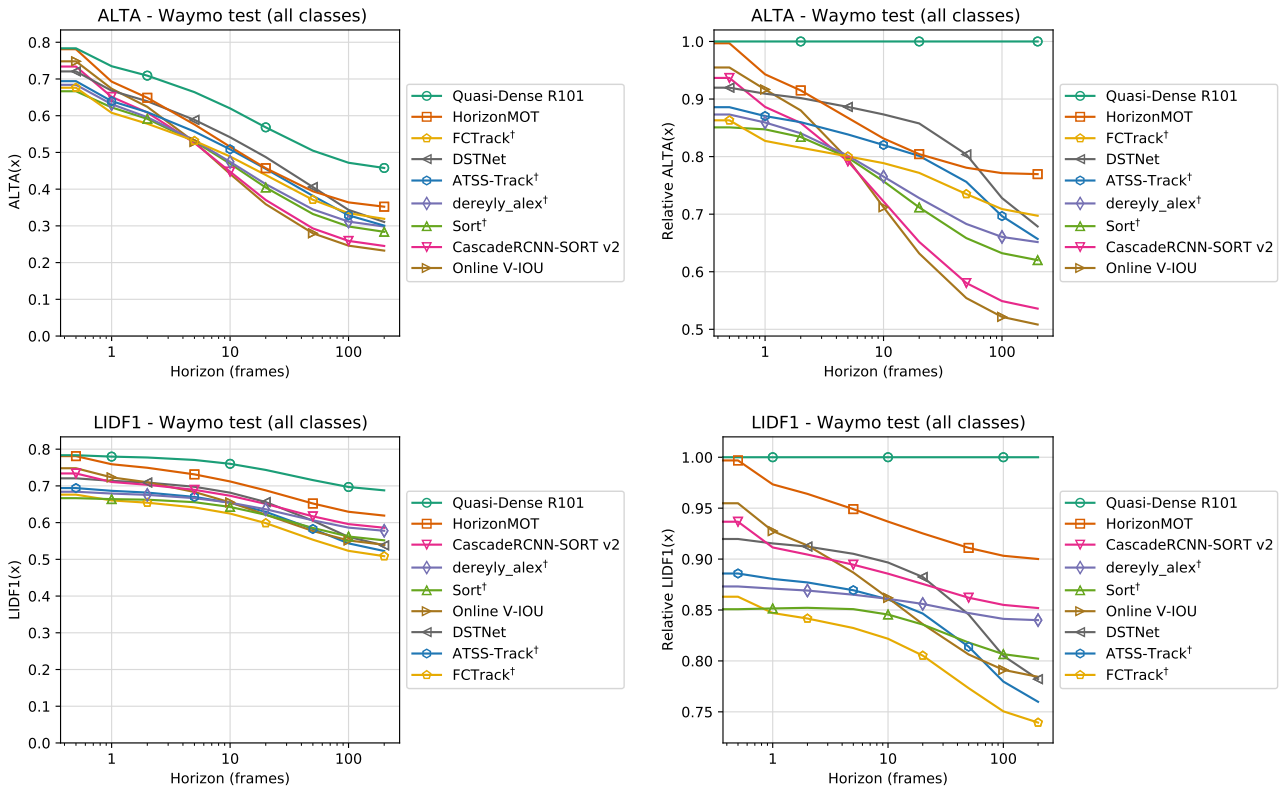 ALTA - Waymo test (all classes)
0.8
0.7
0.6
0.5
0.4
0.3
0.2
0.1
0.0
ALTA(x)
1 10 100
Horizon (frames)
Quasi-Dense R101
HorizonMOT
FCTrack†
DSTNet
ATSS-Track†
dereyly_alex†
Sort†
CascadeRCNN-SORT v2
Online V-IOU
ALTA - Waymo test (all classes)
1.0
0.9
0.8
0.7
0.6
0.5
Relative ALTA(x)
1 10 100
Horizon (frames)
Quasi-Dense R101
HorizonMOT
FCTrack†
DSTNet
ATSS-Track†
dereyly_alex†
Sort†
CascadeRCNN-SORT v2
Online V-IOU
LIDF1 - Waymo test (all classes)
0.8
0.7
0.6
0.5
0.4
0.3
0.2
0.1
0.0
LIDF1(x)
1 10 100
Horizon (frames)
Quasi-Dense R101
HorizonMOT
CascadeRCNN-SORT v2
dereyly_alex†
Sort†
Online V-IOU
DSTNet
ATSS-Track†
FCTrack†
LIDF1 - Waymo test (all classes)
1.00
0.95
0.90
0.85
0.80
0.75
Relative LIDF1(x)
1 10 100
Horizon (frames)
Quasi-Dense R101
HorizonMOT
CascadeRCNN-SORT v2
dereyly_alex†
Sort†
Online V-IOU
DSTNet
ATSS-Track†
FCTrack†